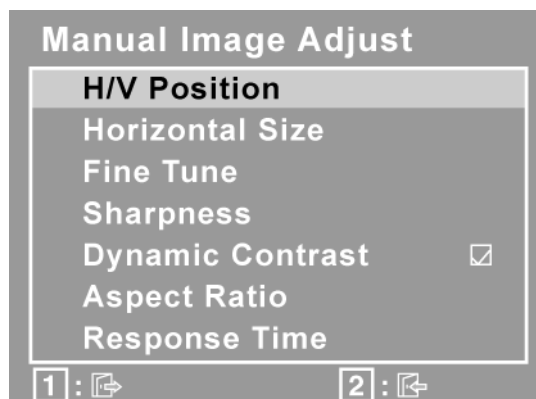 Manual Image Adjust
H/V Position
Horizontal Size
Fine Tune
Sharpness
Dynamic Contrast
Aspect Ratio
Response Time
1: 2: